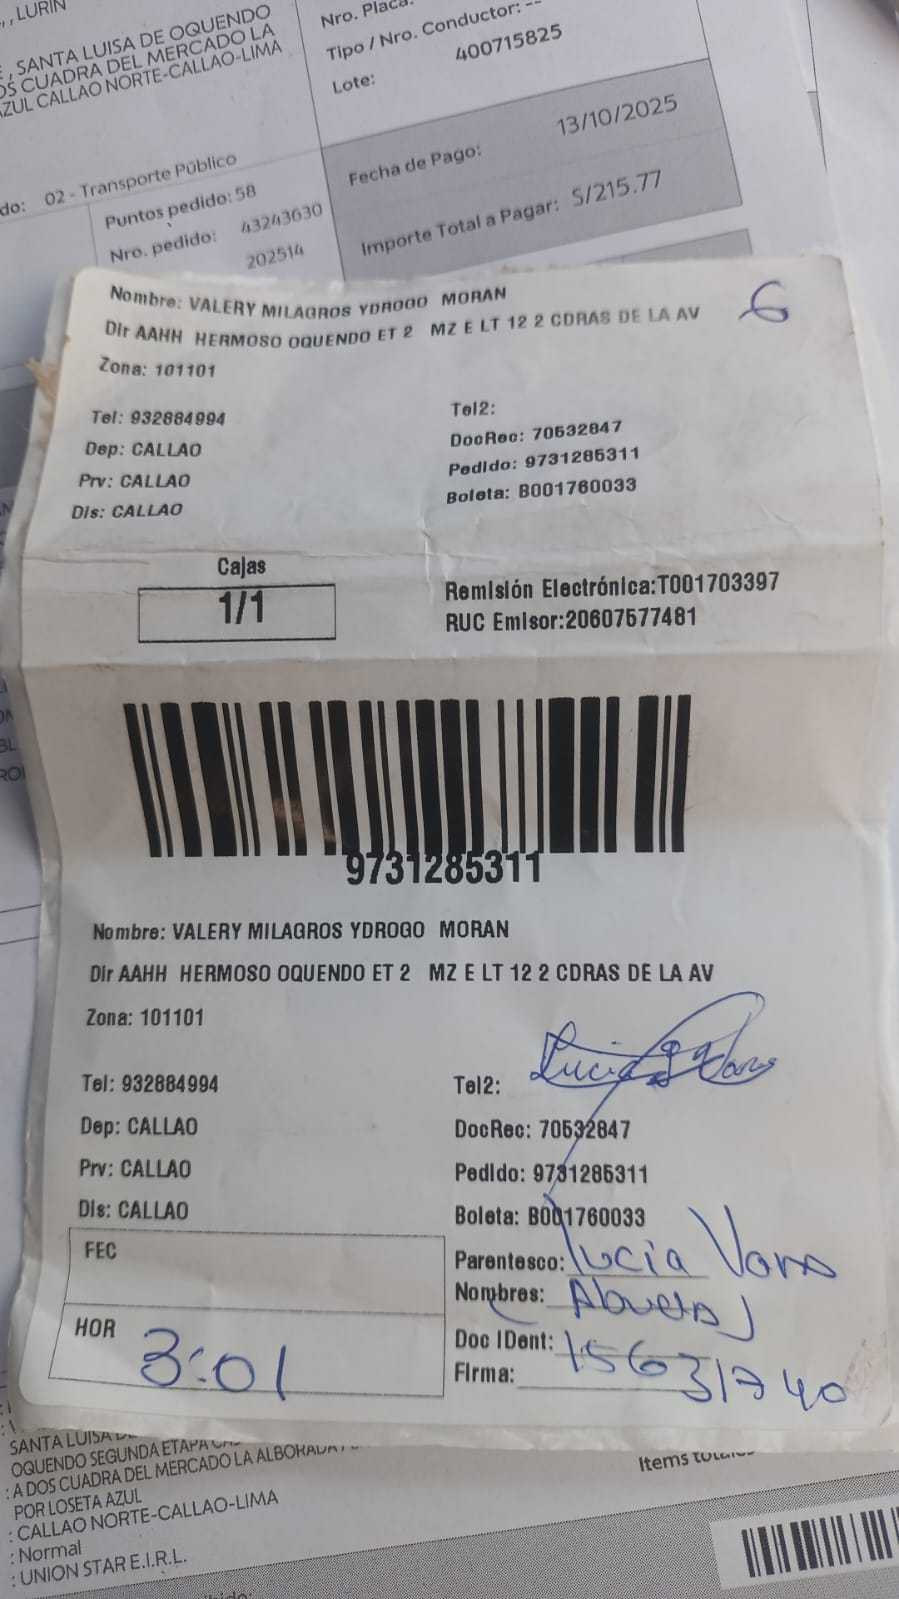 , LURIN
, SANTA LUISA DE OQUENDO
OS CUADRA DEL MERCADO LA
AZUL CALLAO NORTE-CALLAO-LIMA
Nro. Placa:
Tipo / Nro. Conductor: --
Lote: 400715825
do: 02 - Transporte Público
Puntos pedido: 58
Nro. pedido: 43243630
202514
Fecha de Pago: 13/10/2025
Importe Total a Pagar: S/215.77
Nombre: VALERY MILAGROS YDROGO MORAN
Dir AAHH HERMOSO OQUENDO ET 2 MZ E LT 12 2 CDRAS DE LA AV
Zona: 101101
Tel: 932884994
Dep: CALLAO
Prv: CALLAO
Dis: CALLAO
Tel2:
DocRec: 70532847
Pedido: 9731285311
Boleta: B001760033
Cajas
1/1
Remisión Electrónica:T001703397
RUC Emisor:20607577481
9731285311
Nombre: VALERY MILAGROS YDROGO MORAN
Dir AAHH HERMOSO OQUENDO ET 2 MZ E LT 12 2 CDRAS DE LA AV
Zona: 101101
Tel: 932884994
Dep: CALLAO
Prv: CALLAO
Dis: CALLAO
Tel2:
DocRec: 70532847
Pedido: 9731285311
Boleta: B001760033
Parentesco: Lucia
Nombres: Abuela
Doc IDent: 15631740
Firma:
FEC
HOR
3:01
SANTA LUISA
OQUENDO SEGUNDA ETAPA
: A DOS CUADRA DEL MERCADO LA ALBORADA
POR LOSETA AZUL
: CALLAO NORTE-CALLAO-LIMA
: Normal
: UNION STAR E.I.R.L.
Items